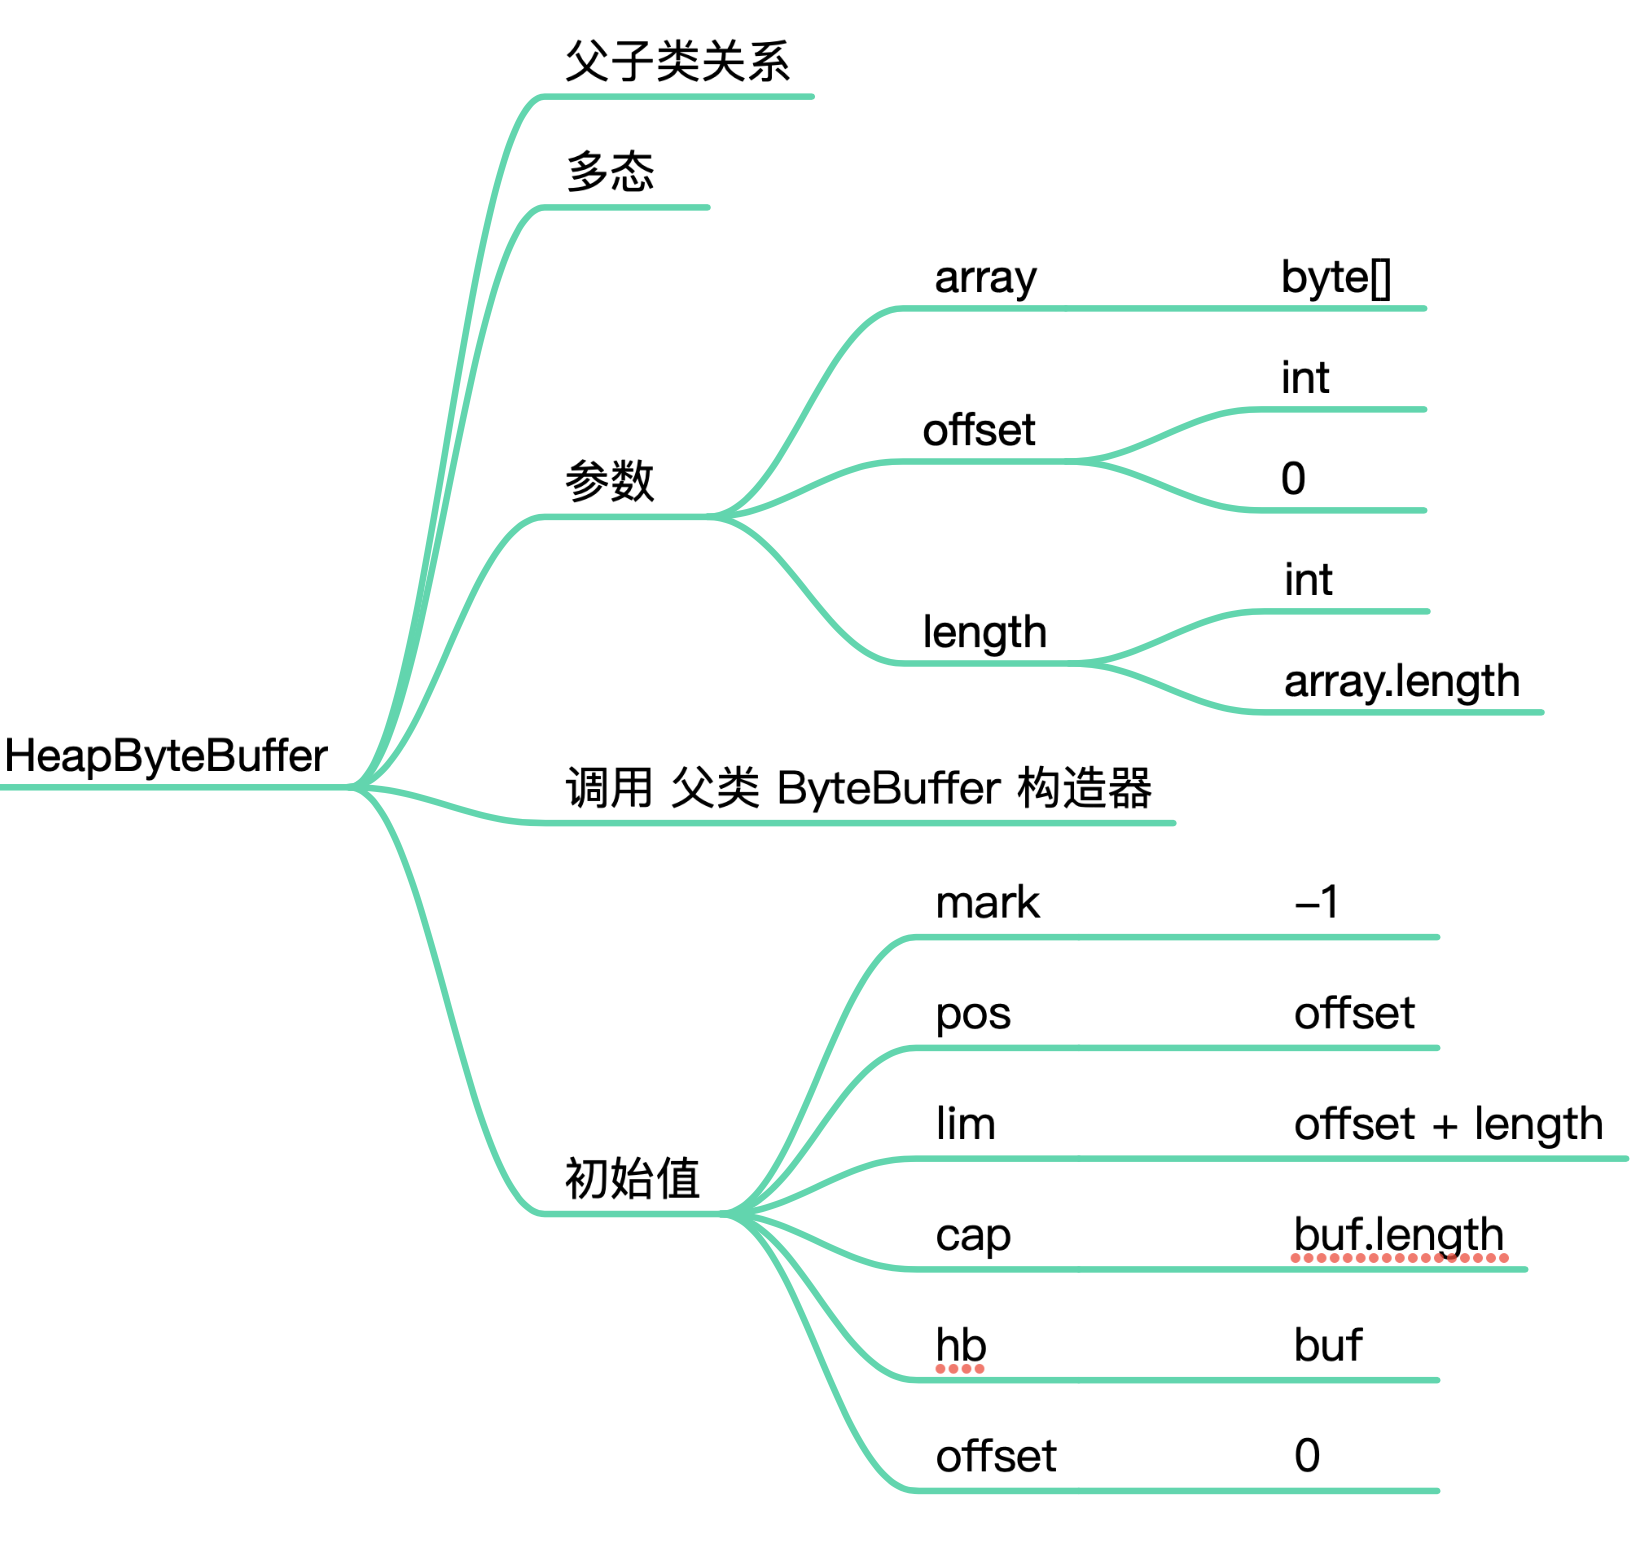 HeapByteBuffer
父子类关系
多态
参数
array
byte[]
offset
int
0
length
int
array.length
调用 父类 ByteBuffer 构造器
初始值
mark
-1
pos
offset
lim
offset + length
cap
buf.length
hb
buf
offset
0